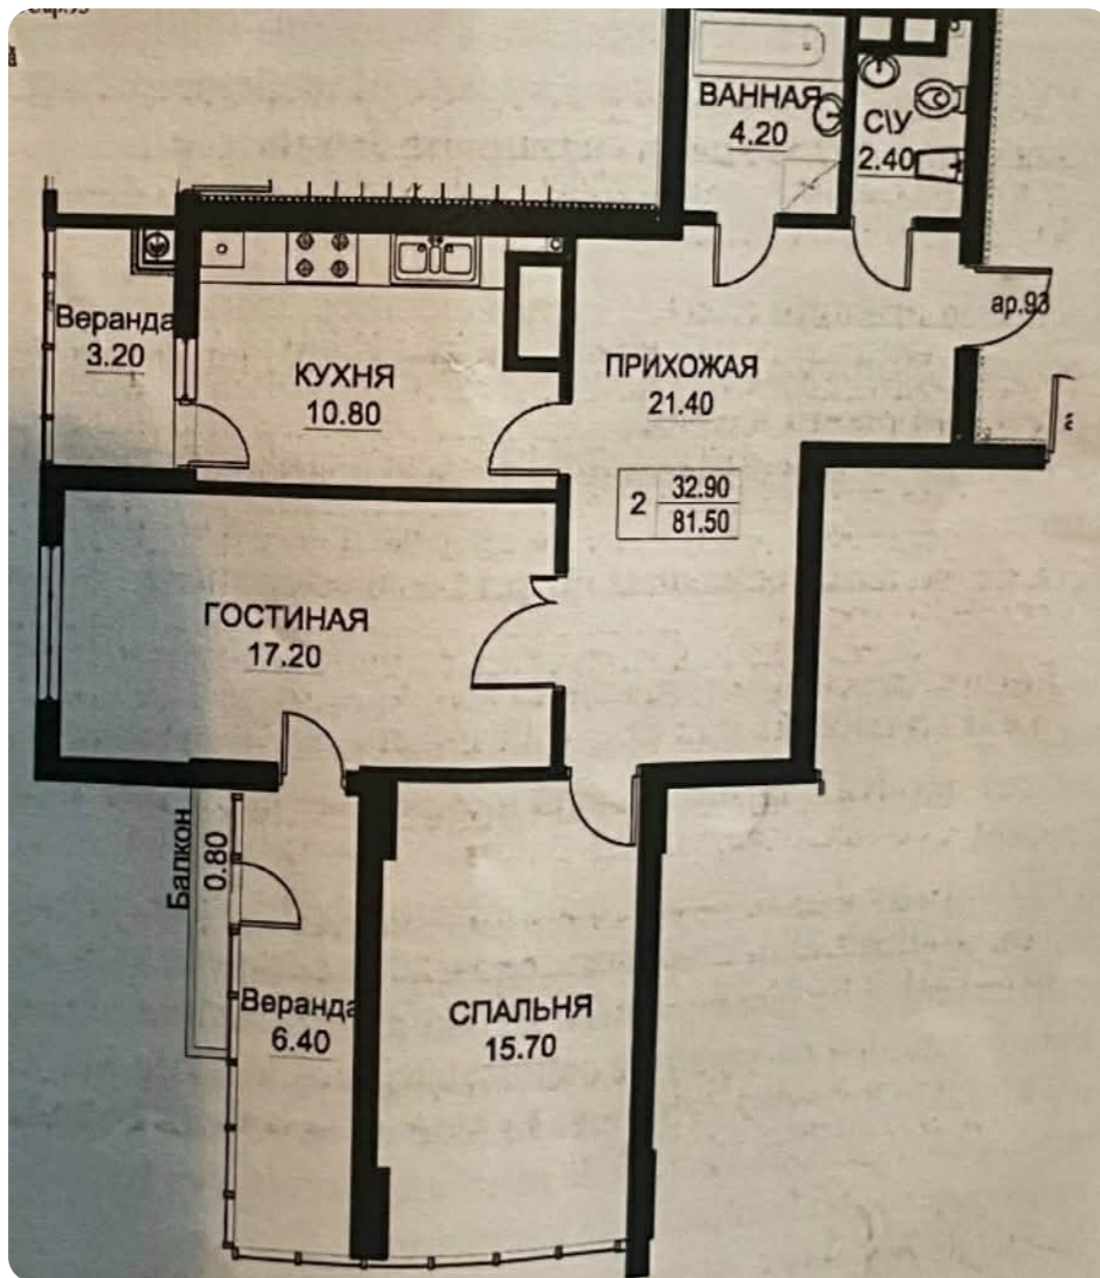 ВАННАЯ
4.20
С\У
2.40
Веранда
3.20
КУХНЯ
10.80
ПРИХОЖАЯ
21.40
ар.93
2
32.90
81.50
ГОСТИНАЯ
17.20
Балкон
0.80
Веранда
6.40
СПАЛЬНЯ
15.70